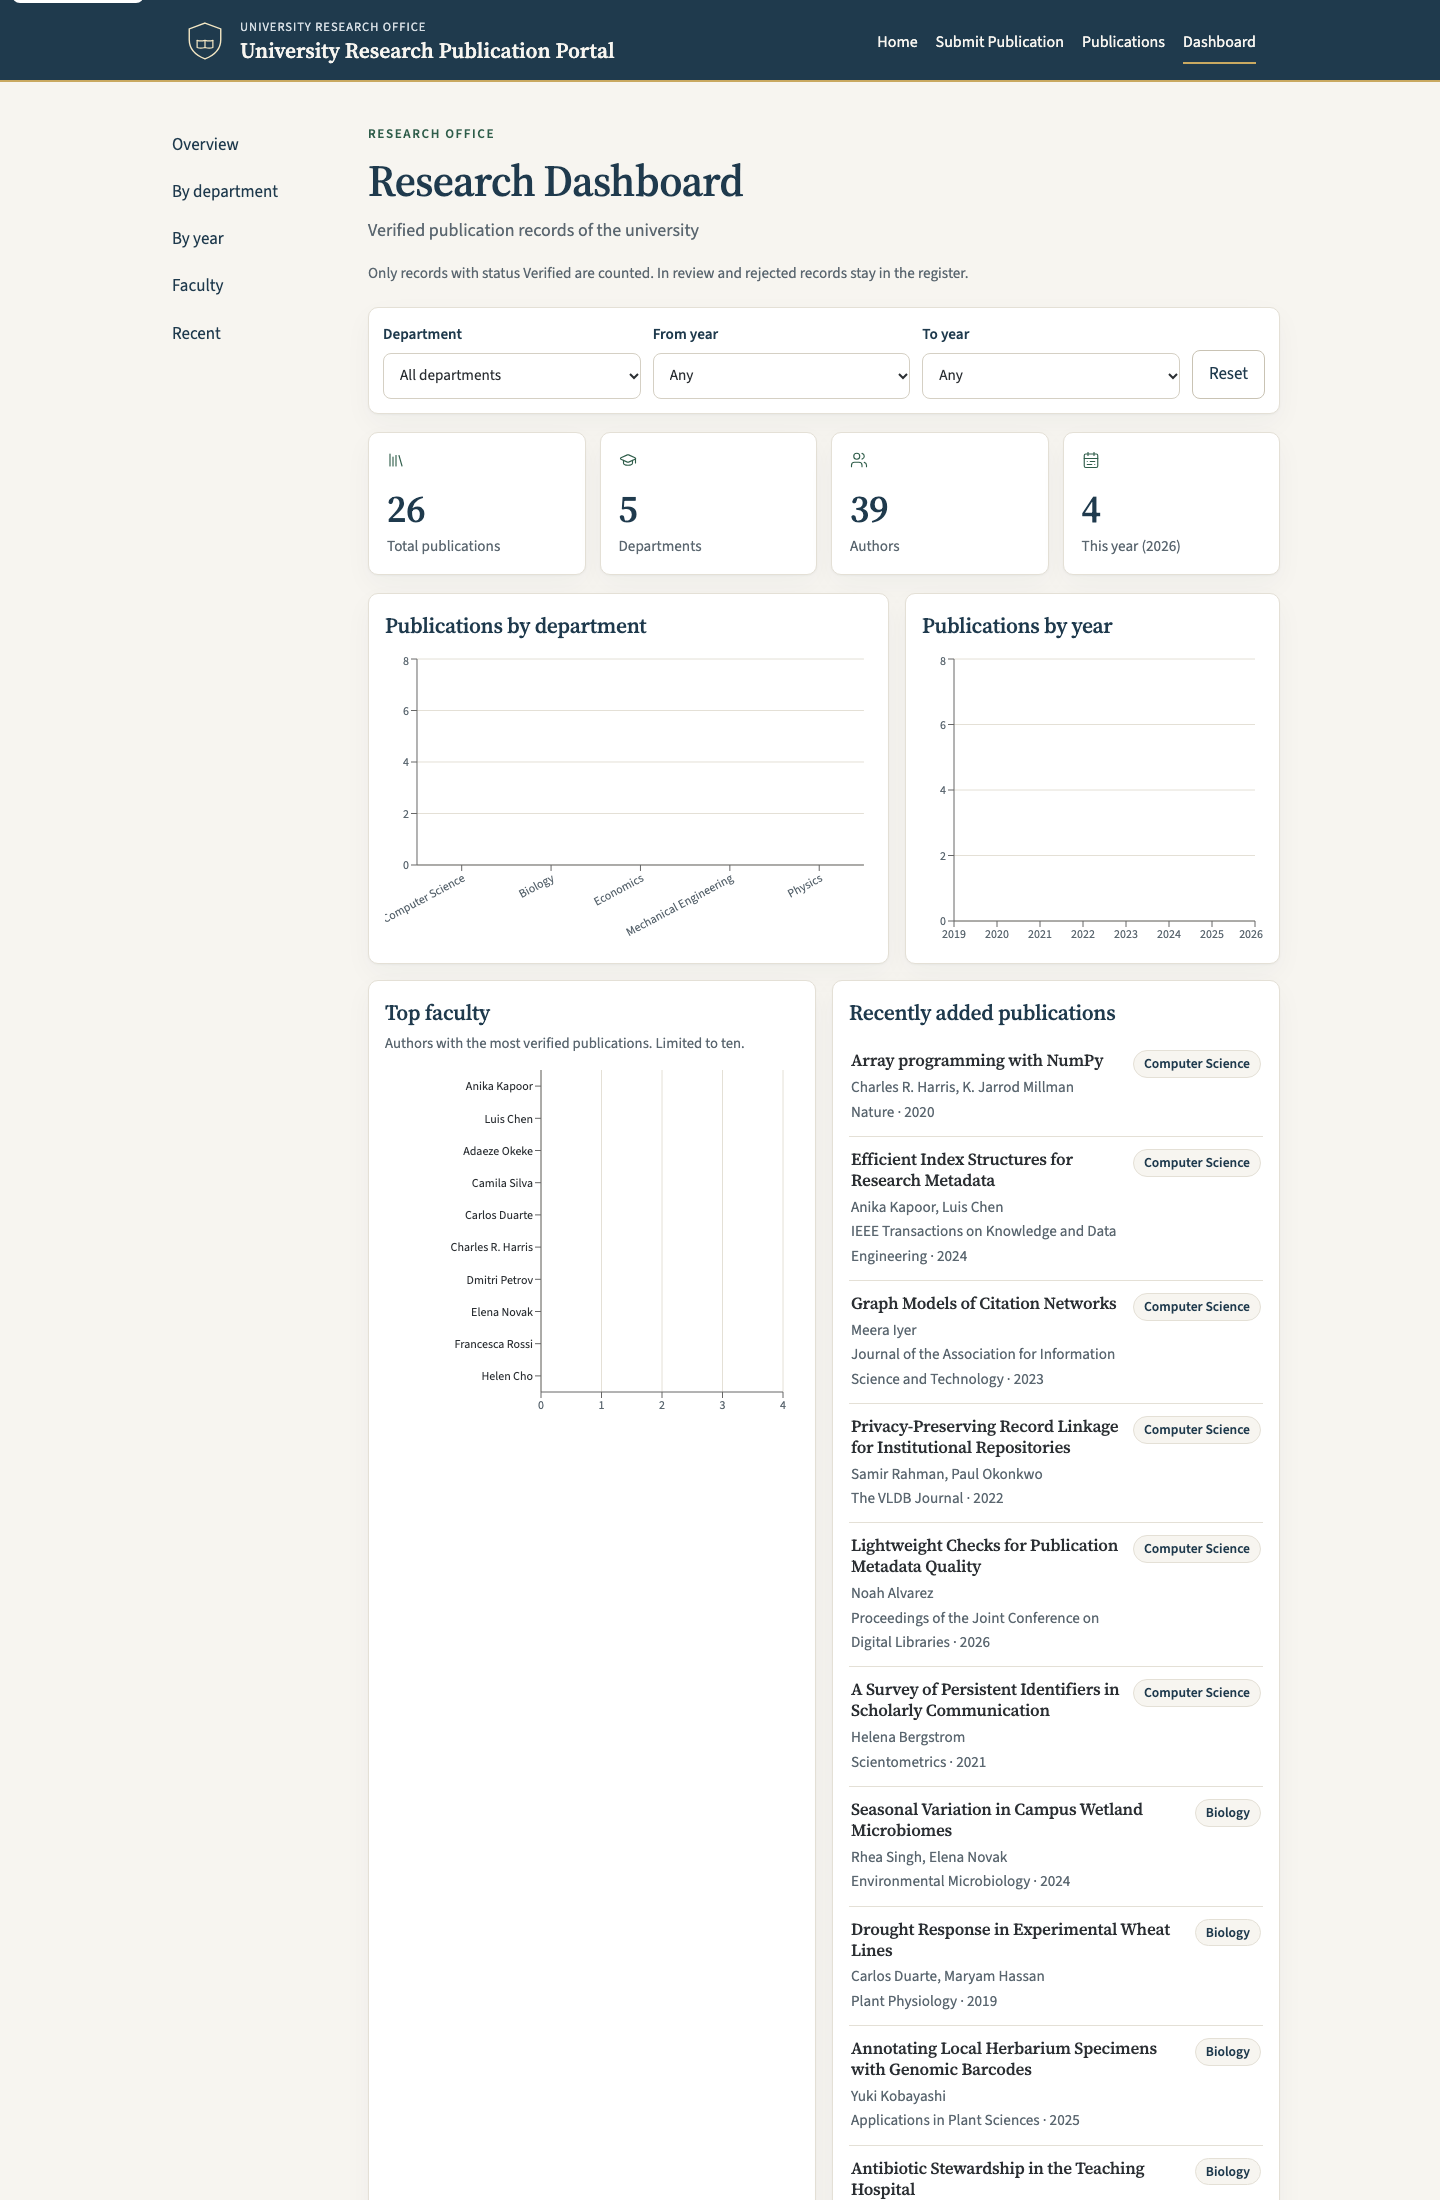 UNIVERSITY RESEARCH OFFICE
University Research Publication Portal
Home
Submit Publication
Publications
Dashboard
Overview
By department
By year
Faculty
Recent
RESEARCH OFFICE
Research Dashboard
Verified publication records of the university
Only records with status Verified are counted. In review and rejected records stay in the register.
Department
From year
To year
All departments
Any
Any
Reset
26
Total publications
5
Departments
39
Authors
4
This year (2026)
Publications by department
8
6
4
2
0
Computer Science
Biology
Economics
Mechanical Engineering
Physics
Publications by year
8
6
4
2
0
2019
2020
2021
2022
2023
2024
2025
2026
Top faculty
Authors with the most verified publications. Limited to ten.
Anika Kapoor
Luis Chen
Adaeze Okeke
Camila Silva
Carlos Duarte
Charles R. Harris
Dmitri Petrov
Elena Novak
Francesca Rossi
Helen Cho
0
1
2
3
4
Recently added publications
Array programming with NumPy
Computer Science
Charles R. Harris, K. Jarrod Millman
Nature · 2020
Efficient Index Structures for
Research Metadata
Computer Science
Anika Kapoor, Luis Chen
IEEE Transactions on Knowledge and Data
Engineering · 2024
Graph Models of Citation Networks
Computer Science
Meera Iyer
Journal of the Association for Information
Science and Technology · 2023
Privacy-Preserving Record Linkage
for Institutional Repositories
Computer Science
Samir Rahman, Paul Okonkwo
The VLDB Journal · 2022
Lightweight Checks for Publication
Metadata Quality
Computer Science
Noah Alvarez
Proceedings of the Joint Conference on
Digital Libraries · 2026
A Survey of Persistent Identifiers in
Scholarly Communication
Computer Science
Helena Bergstrom
Scientometrics · 2021
Seasonal Variation in Campus Wetland
Microbiomes
Biology
Rhea Singh, Elena Novak
Environmental Microbiology · 2024
Drought Response in Experimental Wheat
Lines
Biology
Carlos Duarte, Maryam Hassan
Plant Physiology · 2019
Annotating Local Herbarium Specimens
with Genomic Barcodes
Biology
Yuki Kobayashi
Applications in Plant Sciences · 2025
Antibiotic Stewardship in the Teaching
Hospital
Biology